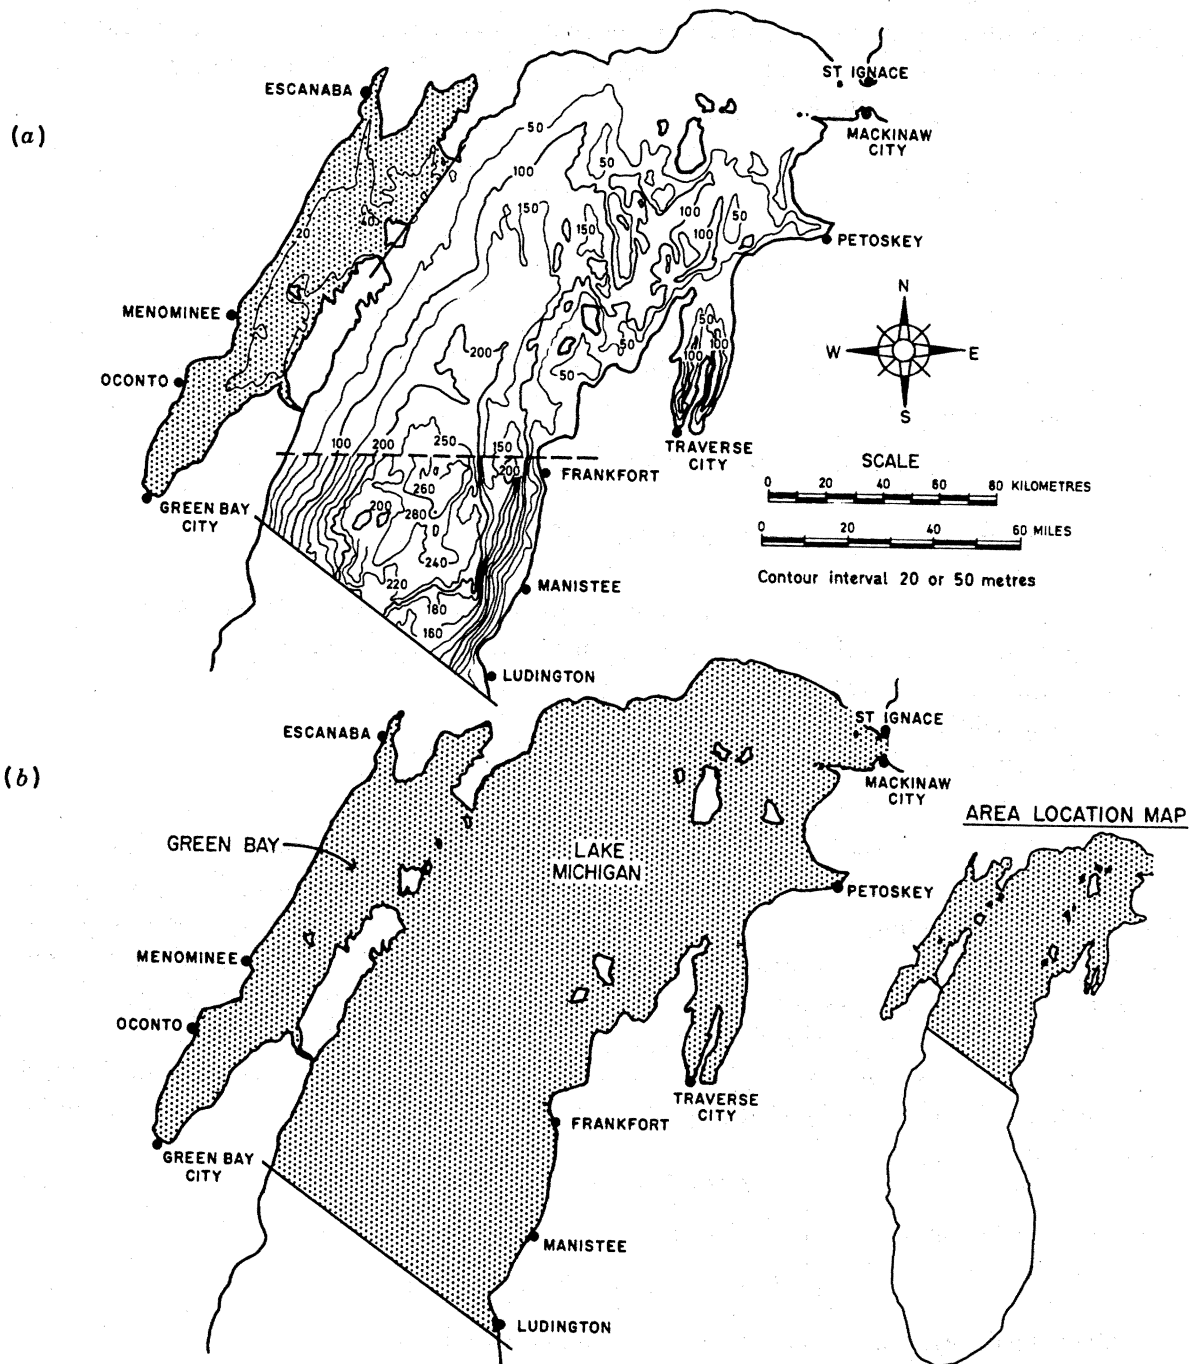 (a)
ESCANABA
ST IGNACE
MACKINAW
CITY
50
100
150
50
150
100
100
50
40
20
PETOSKEY
MENOMINEE
OCONTO
N
W
E
S
50
100
100
200
50
50
TRAVERSE
CITY
100
200
250
150
200
FRANKFORT
260
200
280
240
220
180
160
GREEN BAY
CITY
MANISTEE
LUDINGTON
SCALE
0 20 40 60 80 KILOMETRES
0 20 40 60 MILES
Contour interval 20 or 50 metres
(b)
ESCANABA
ST IGNACE
MACKINAW
CITY
GREEN BAY
LAKE
MICHIGAN
PETOSKEY
MENOMINEE
OCONTO
TRAVERSE
CITY
FRANKFORT
GREEN BAY
CITY
MANISTEE
LUDINGTON
AREA LOCATION MAP